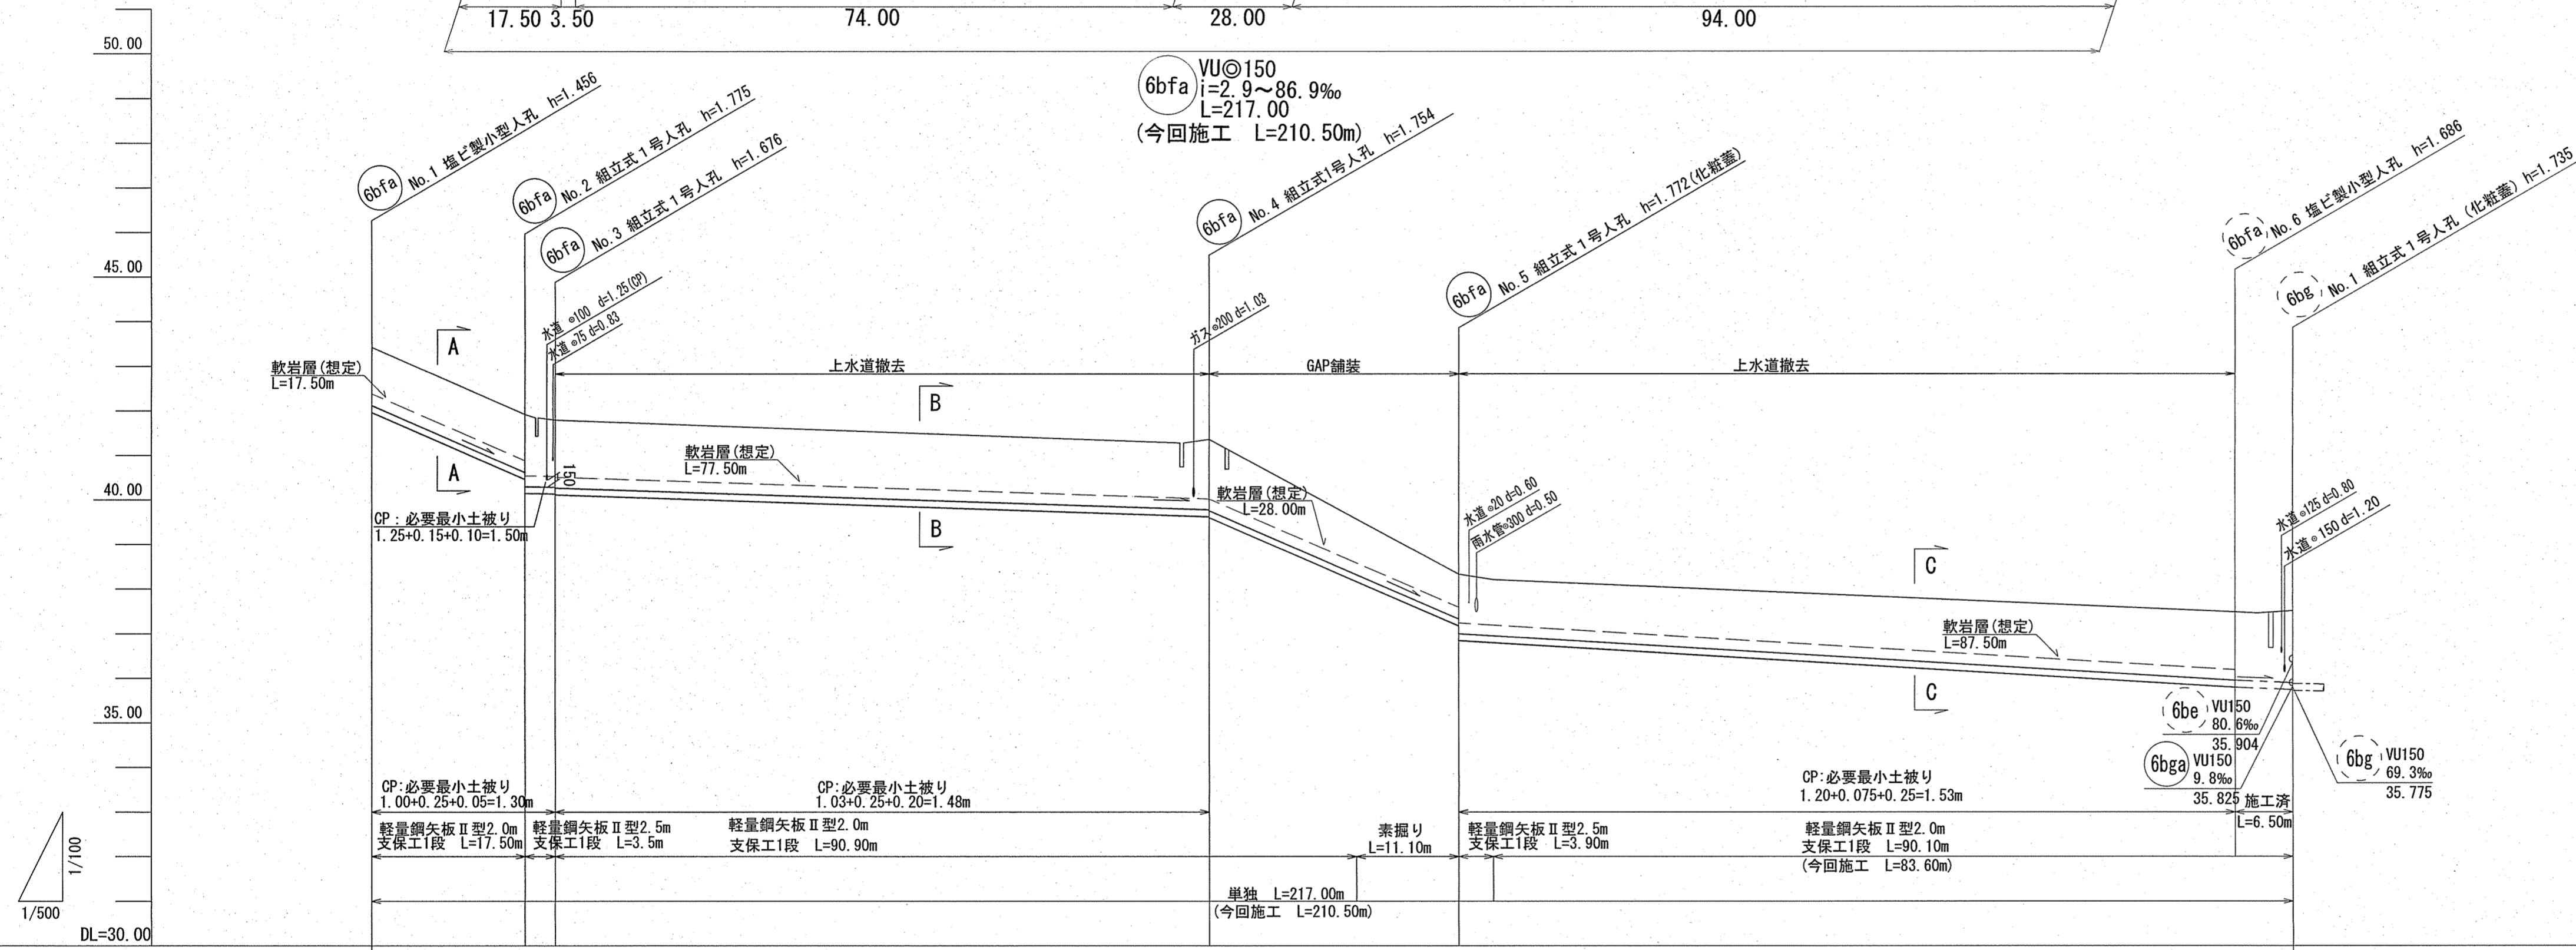 17.50 3.50 74.00 28.00 94.00
50.00
6bfa
VU◎150
i=2.9～86.9‰
L=217.00
(今回施工 L=210.50m)
6bfa No.1 塩ビ製小型人孔 h=1.456
6bfa No.2 組立式1号人孔 h=1.775
6bfa No.3 組立式1号人孔 h=1.676
6bfa No.4 組立式1号人孔 h=1.754
6bfa No.5 組立式1号人孔 h=1.772(化粧蓋)
6bfa No.6 塩ビ製小型人孔 h=1.686
6bg No.1 組立式1号人孔 (化粧蓋) h=1.735
45.00
水道 ◎100 d=1.25(CP)
水道 ◎75 d=0.83
ガス ◎200 d=1.03
A
軟岩層(想定)
L=17.50m
上水道撤去
GAP舗装
上水道撤去
B
軟岩層(想定)
L=77.50m
A
150
40.00
軟岩層(想定)
L=28.00m
水道 ◎20 d=0.60
雨水管◎300 d=0.50
水道 ◎125 d=0.80
水道 ◎150 d=1.20
CP：必要最小土被り
1.25+0.15+0.10=1.50m
B
C
軟岩層(想定)
L=87.50m
C
35.00
6be
VU150
80.6‰
35.904
6bga
VU150
9.8‰
35.825
6bg
VU150
69.3‰
35.775
CP:必要最小土被り
1.00+0.25+0.05=1.30m
CP:必要最小土被り
1.03+0.25+0.20=1.48m
CP:必要最小土被り
1.20+0.075+0.25=1.53m
施工済
L=6.50m
軽量鋼矢板Ⅱ型2.0m
支保工1段 L=17.50m
軽量鋼矢板Ⅱ型2.5m
支保工1段 L=3.5m
軽量鋼矢板Ⅱ型2.0m
支保工1段 L=90.90m
素掘り
L=11.10m
軽量鋼矢板Ⅱ型2.5m
支保工1段 L=3.90m
軽量鋼矢板Ⅱ型2.0m
支保工1段 L=90.10m
(今回施工 L=83.60m)
1/100
1/500
単独 L=217.00m
(今回施工 L=210.50m)
DL=30.00